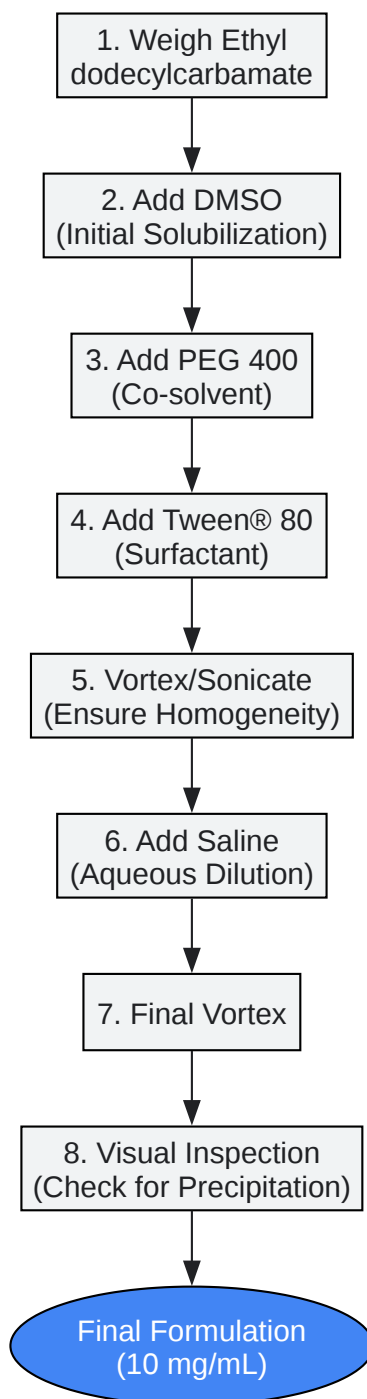 1. Weigh Ethyl
dodecylcarbamate
2. Add DMSO
(Initial Solubilization)
3. Add PEG 400
(Co-solvent)
4. Add Tween® 80
(Surfactant)
5. Vortex/Sonicate
(Ensure Homogeneity)
6. Add Saline
(Aqueous Dilution)
7. Final Vortex
8. Visual Inspection
(Check for Precipitation)
Final Formulation
(10 mg/mL)